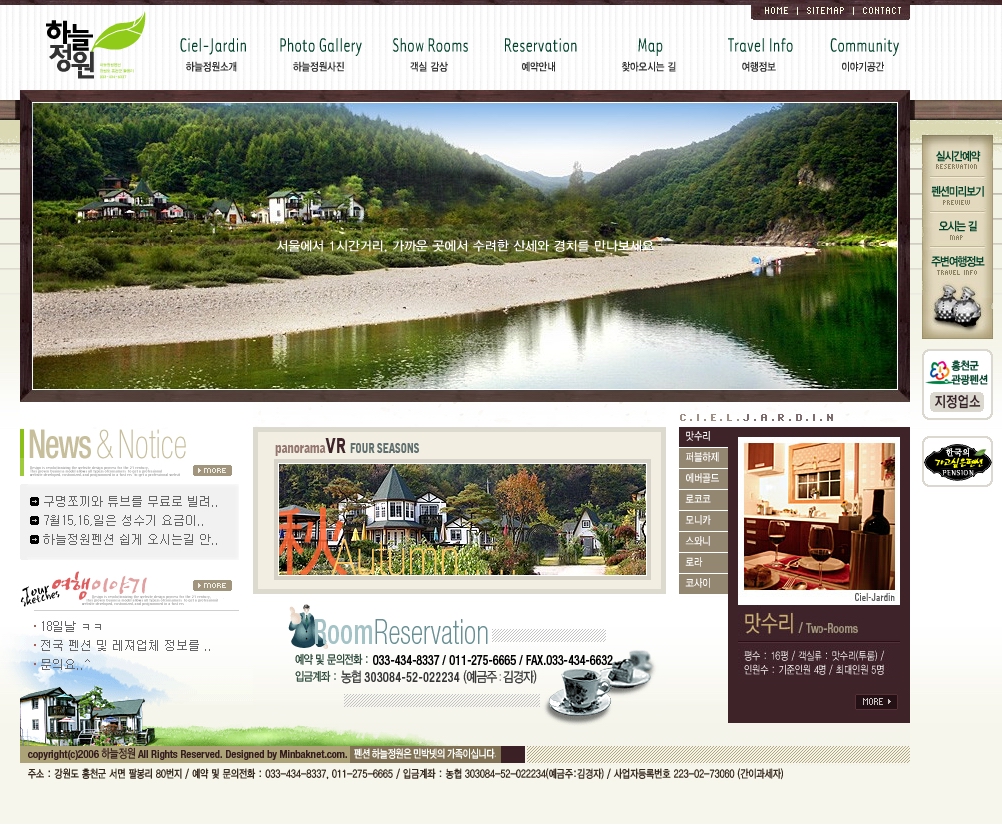 HOME | SITEMAP | CONTACT
하늘정원
Ciel-Jardin Photo Gallery Show Rooms Reservation Map Travel Info Community
하늘정원소개 하늘정원사진 객실 감상 예약안내 찾아오시는 길 여행정보 이야기공간
서울에서 1시간거리, 가까운 곳에서 수려한 산세와 경치를 만나보세요
실시간예약
RESERVATION
펜션미리보기
PREVIEW
오시는 길
MAP
주변여행정보
TRAVEL INFO
홍천군
관광펜션
지정업소
한국의
가고싶은펜션
PENSION
News & Notice
MORE
구명쪼끼와 튜브를 무료로 빌려..
7월15,16,일은 성수기 요금이..
하늘정원펜션 쉽게 오시는길 안..
Tour sketches 여행이야기
MORE
18일날 ㅋㅋ
전국 펜션 및 레져업체 정보를 ..
문의요..^
panoramaVR FOUR SEASONS
秋 AUTUMN
RoomReservation
예약 및 문의전화 : 033-434-8337 / 011-275-6665 / FAX.033-434-6632
입금계좌 : 농협 303084-52-022234 (예금주:김경자)
C.I.E.L.J.A.R.D.I.N
맛수리
퍼블하제
에버골드
로코코
모니카
스와니
로라
코사이
Ciel-Jardin
맛수리 / Two-Rooms
평수 : 16평 / 객실류 : 맛수리(투룸) /
인원수 : 기준인원 4명 / 최대인원 5명
MORE
copyright(c)2006 하늘정원 All Rights Reserved. Designed by Minbaknet.com. 펜션 하늘정원은 민박넷의 가족이십니다
주소 : 강원도 홍천군 서면 팔봉리 80번지 / 예약 및 문의전화 : 033-434-8337, 011-275-6665 / 입금계좌 : 농협 303084-52-022234(예금주:김경자) / 사업자등록번호 223-02-73060 (간이과세자)